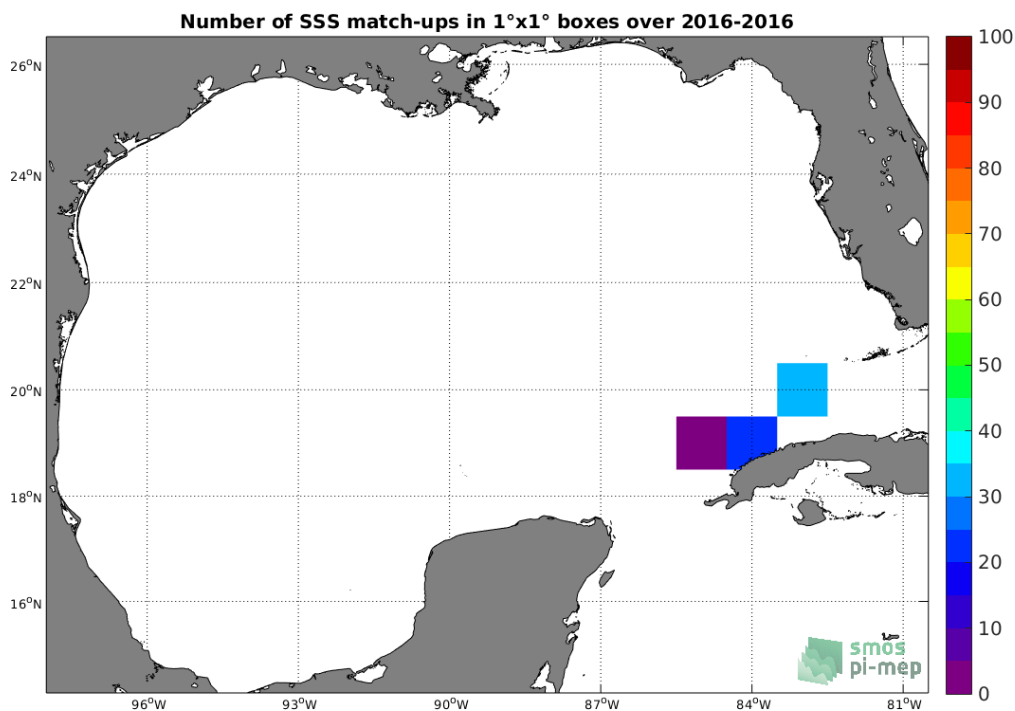 Number of SSS match-ups in 1°x1° boxes over 2016-2016
26°N
24°N
22°N
20°N
18°N
16°N
96°W
93°W
90°W
87°W
84°W
81°W
100
90
80
70
60
50
40
30
20
10
0
smos
pi-mep